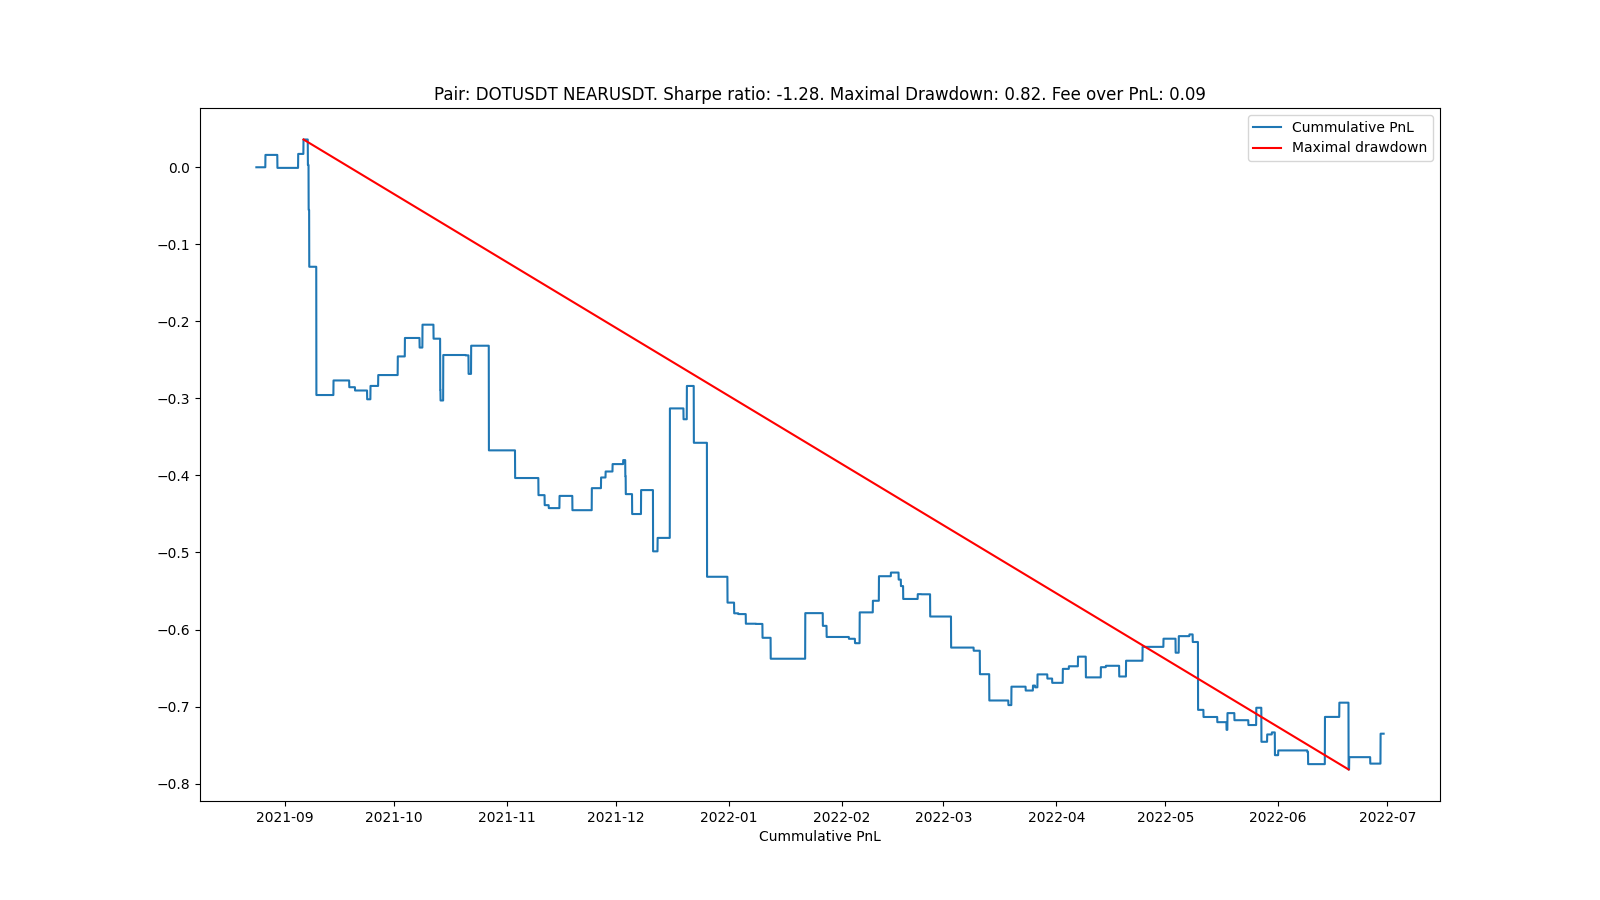 Pair: DOTUSDT NEARUSDT. Sharpe ratio: -1.28. Maximal Drawdown: 0.82. Fee over PnL: 0.09
Cummulative PnL
Maximal drawdown
0.0
−0.1
−0.2
−0.3
−0.4
−0.5
−0.6
−0.7
−0.8
2021-09 2021-10 2021-11 2021-12 2022-01 2022-02 2022-03 2022-04 2022-05 2022-06 2022-07
Cummulative PnL